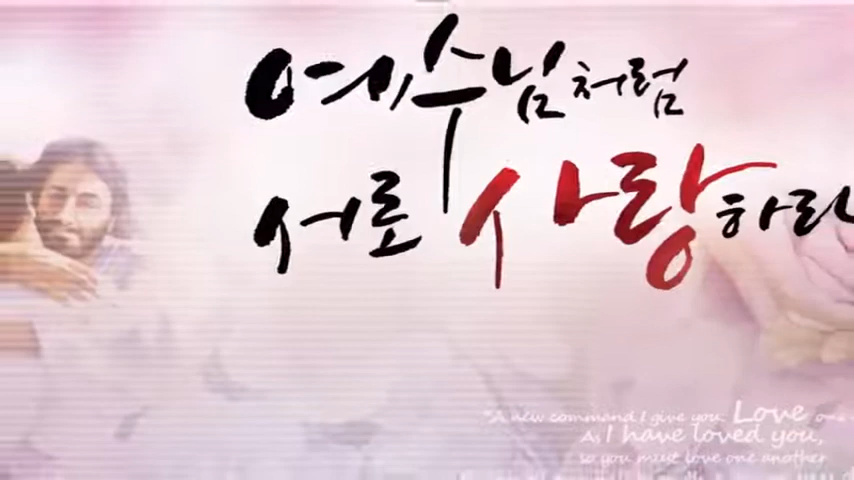 예수님처럼
서로 사랑하라
"A new command I give you: Love one
As I have loved you,
so you must love one another